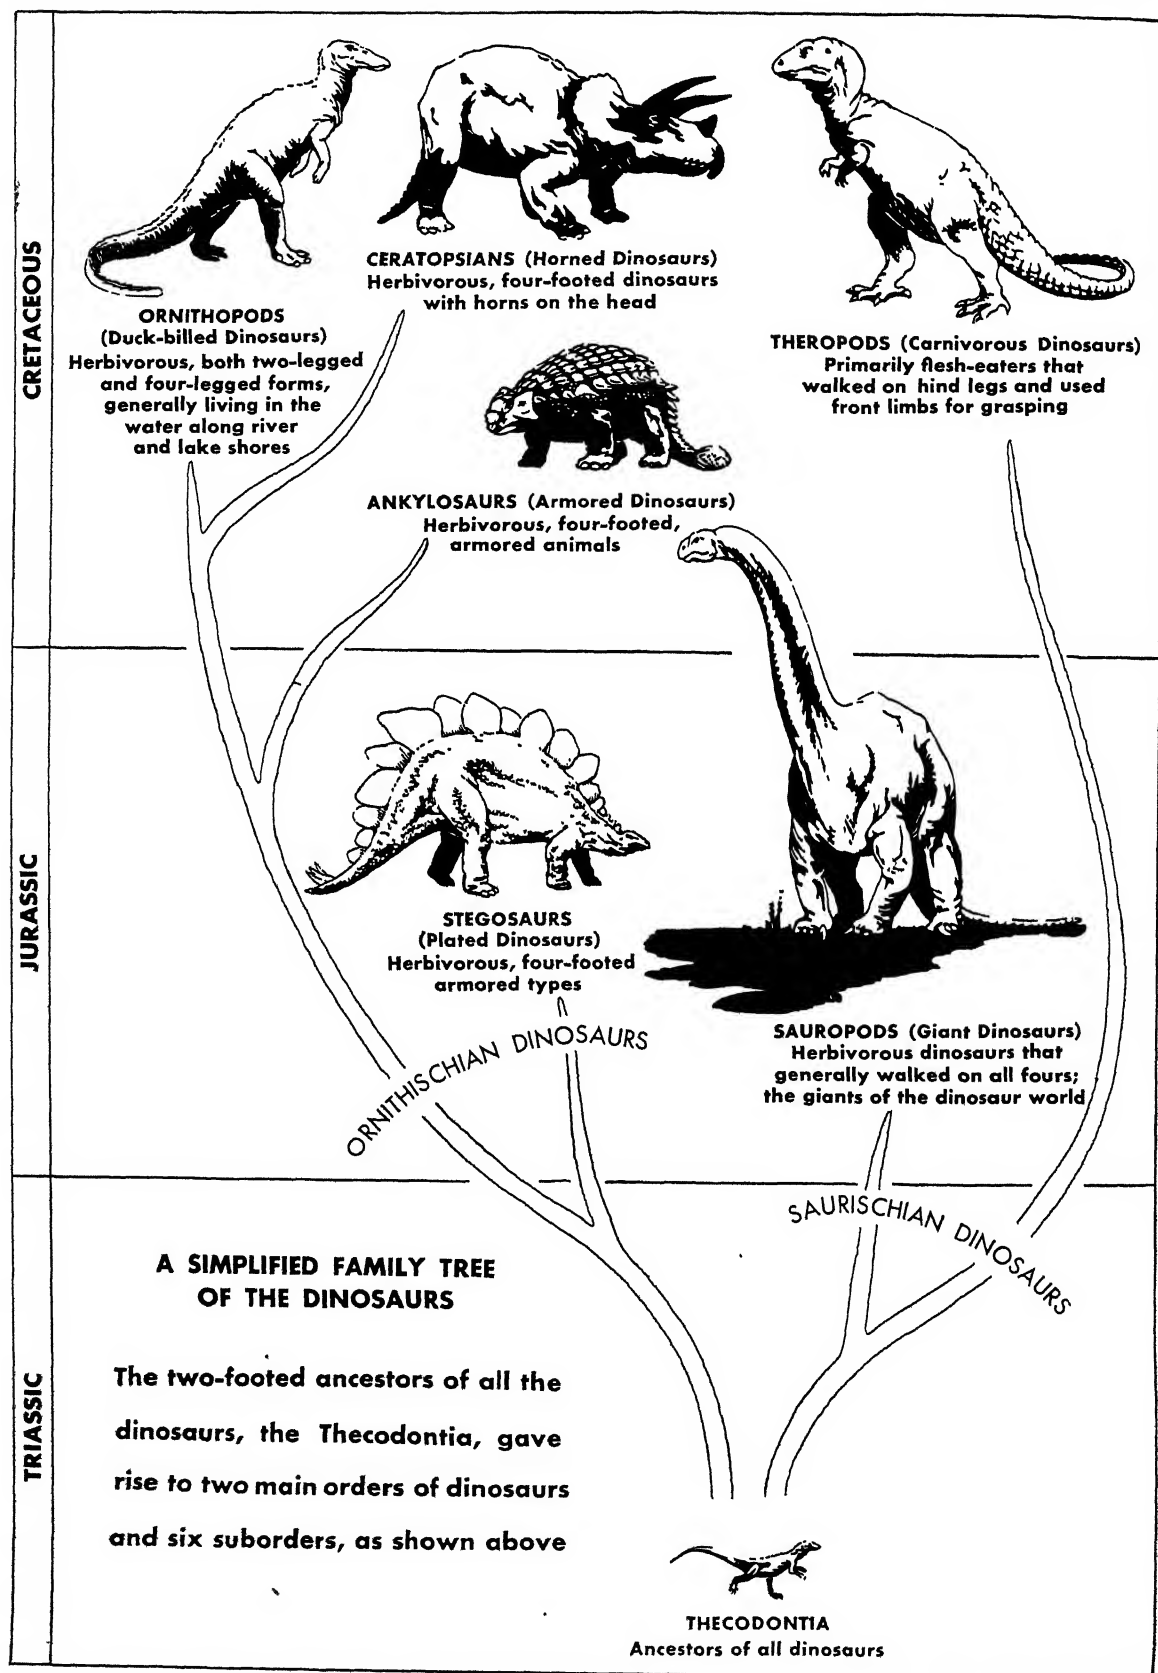 CRETACEOUS
ORNITHOPODS
(Duck-billed Dinosaurs)
Herbivorous, both two-legged
and four-legged forms,
generally living in the
water along river
and lake shores
CERATOPSIANS (Horned Dinosaurs)
Herbivorous, four-footed dinosaurs
with horns on the head
THEROPODS (Carnivorous Dinosaurs)
Primarily flesh-eaters that
walked on hind legs and used
front limbs for grasping
ANKYLOSAURS (Armored Dinosaurs)
Herbivorous, four-footed,
armored animals
JURASSIC
STEGOSAURS
(Plated Dinosaurs)
Herbivorous, four-footed
armored types
ORNITHISCHIAN DINOSAURS
SAUROPODS (Giant Dinosaurs)
Herbivorous dinosaurs that
generally walked on all fours;
the giants of the dinosaur world
SAURISCHIAN DINOSAURS
TRIASSIC
A SIMPLIFIED FAMILY TREE
OF THE DINOSAURS
The two-footed ancestors of all the
dinosaurs, the Thecodontia, gave
rise to two main orders of dinosaurs
and six suborders, as shown above
THECODONTIA
Ancestors of all dinosaurs